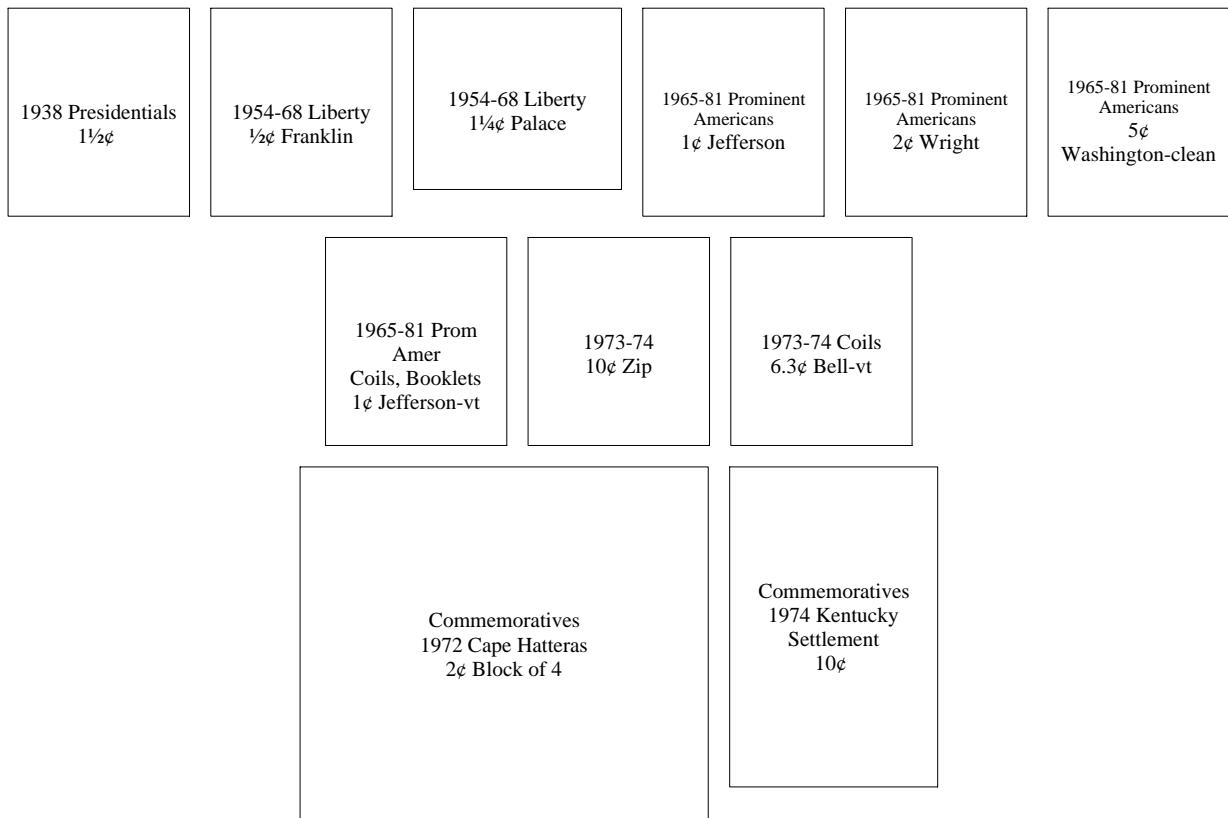 1938 Presidentials
1½¢
1954-68 Liberty
½¢ Franklin
1954-68 Liberty
1¼¢ Palace
1965-81 Prominent
Americans
1¢ Jefferson
1965-81 Prominent
Americans
2¢ Wright
1965-81 Prominent
Americans
5¢
Washington-clean
1965-81 Prom
Amer
Coils, Booklets
1¢ Jefferson-vt
1973-74
10¢ Zip
1973-74 Coils
6.3¢ Bell-vt
Commemoratives
1972 Cape Hatteras
2¢ Block of 4
Commemoratives
1974 Kentucky
Settlement
10¢